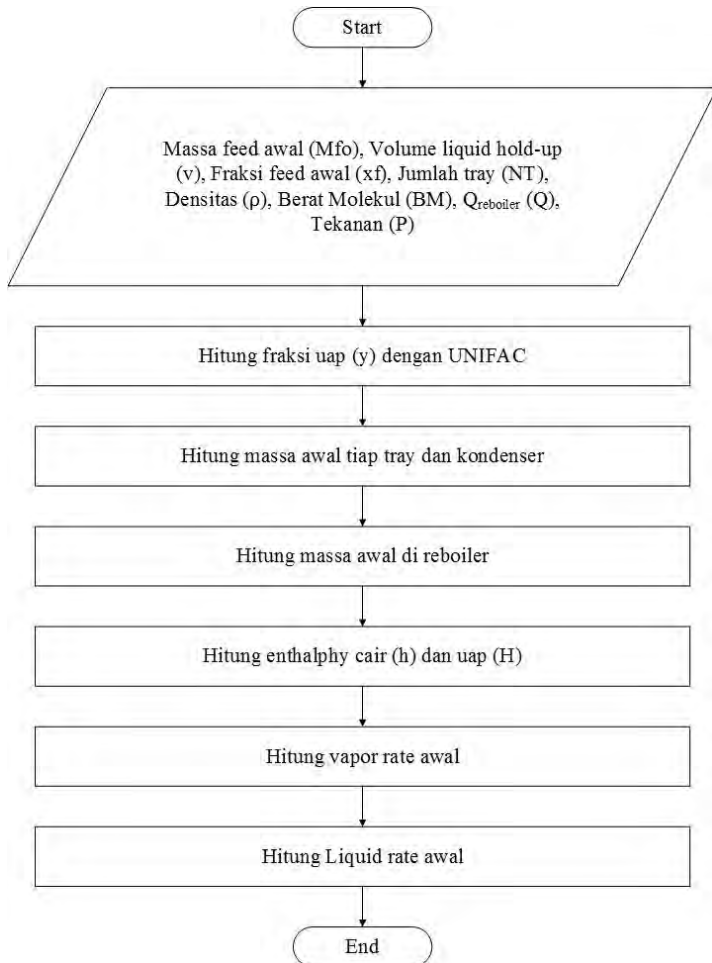 Start
Massa feed awal (Mfo), Volume liquid hold-up
(v), Fraksi feed awal (xf), Jumlah tray (NT),
Densitas (ρ), Berat Molekul (BM), Qreboiler (Q),
Tekanan (P)
Hitung fraksi uap (y) dengan UNIFAC
Hitung massa awal tiap tray dan kondenser
Hitung massa awal di reboiler
Hitung enthalphy cair (h) dan uap (H)
Hitung vapor rate awal
Hitung Liquid rate awal
End